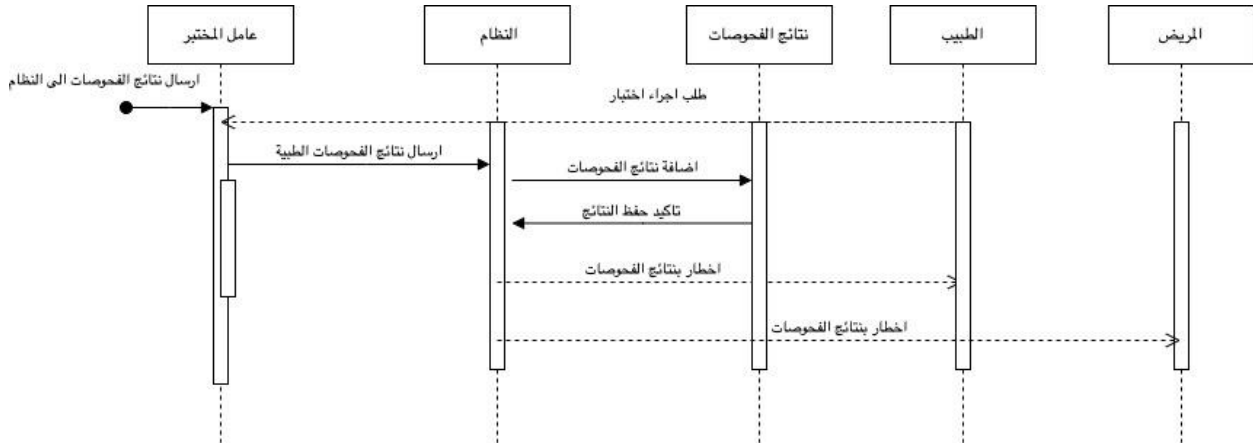 عامل المختبر
النظام
نتائج الفحوصات
الطبيب
المريض
ارسال نتائج الفحوصات الى النظام
طلب اجراء اختبار
ارسال نتائج الفحوصات الطبية
اضافة نتائج الفحوصات
تاكيد حفظ النتائج
اخطار بنتائج الفحوصات
اخطار بنتائج الفحوصات